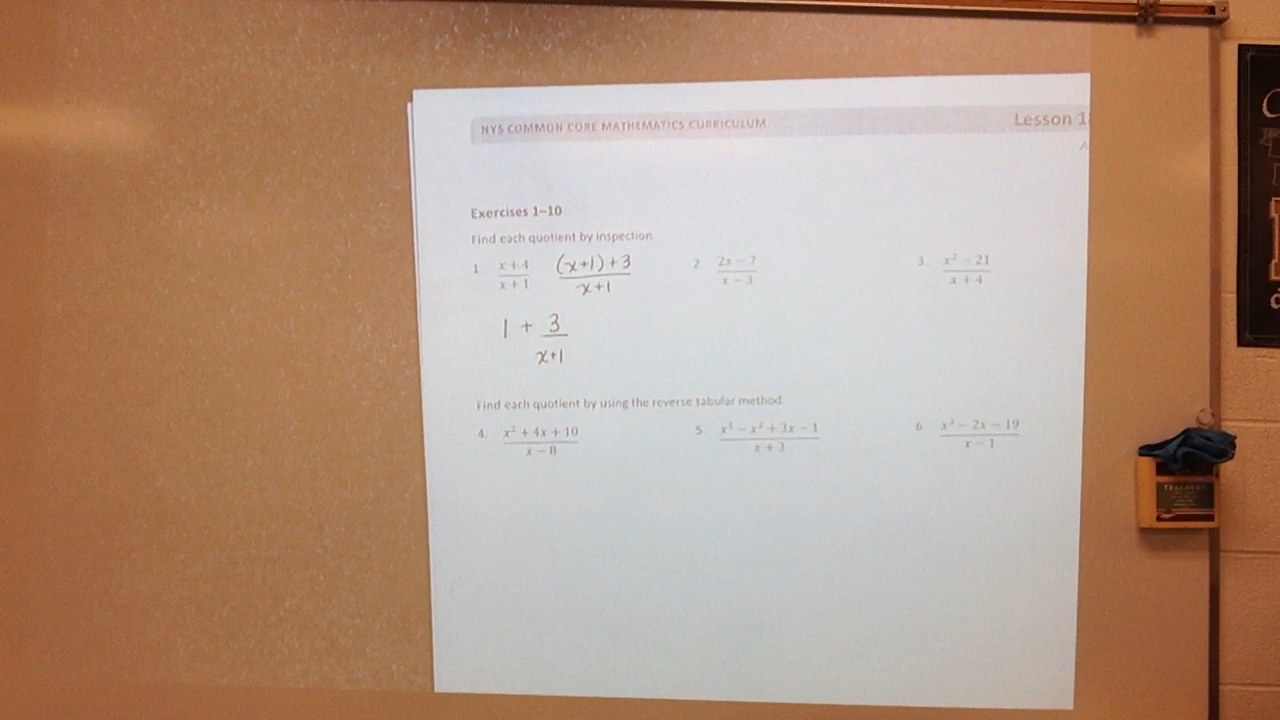 NYS COMMON CORE MATHEMATICS CURRICULUM
Lesson 1
A
Exercises 1–10
Find each quotient by inspection.
1. (x + 4)/(x + 1) ((x+1)+3)/(x+1)
1 + 3/(x+1)
2. (2x − 7)/(x − 3)
3. (x² − 21)/(x + 4)
Find each quotient by using the reverse tabular method.
4. (x² + 4x + 10)/(x − 8)
5. (x³ − x² + 3x − 1)/(x + 3)
6. (x² − 2x − 19)/(x − 1)
TEACHERS